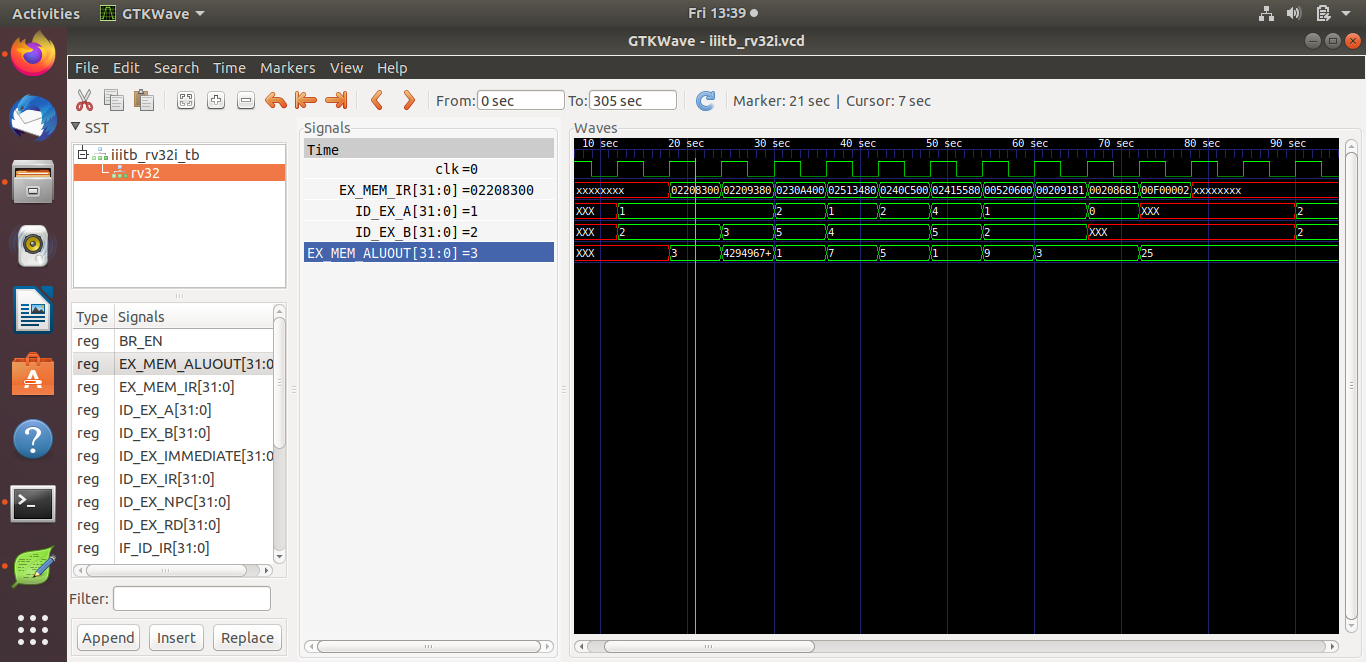 Activities GTKWave Fri 13:39
GTKWave - iiitb_rv32i.vcd
File Edit Search Time Markers View Help
From: 0 sec To: 305 sec Marker: 21 sec | Cursor: 7 sec
SST
iiitb_rv32i_tb
rv32
Type Signals
reg BR_EN
reg EX_MEM_ALUOUT[31:0
reg EX_MEM_IR[31:0]
reg ID_EX_A[31:0]
reg ID_EX_B[31:0]
reg ID_EX_IMMEDIATE[31:0
reg ID_EX_IR[31:0]
reg ID_EX_NPC[31:0]
reg ID_EX_RD[31:0]
reg IF_ID_IR[31:0]
Filter:
Append Insert Replace
Signals
Time
clk=0
EX_MEM_IR[31:0]=02208300
ID_EX_A[31:0]=1
ID_EX_B[31:0]=2
EX_MEM_ALUOUT[31:0]=3
Waves
10 sec 20 sec 30 sec 40 sec 50 sec 60 sec 70 sec 80 sec 90 sec
xxxxxxxx 02208300 02209380 0230A400 02513480 0240C500 02415580 00520600 00209181 00208681 00F00002 xxxxxxxx
XXX 1 2 1 2 4 1 0 XXX 2
XXX 2 3 5 4 5 2 XXX 2
XXX 3 4294967+ 1 7 5 1 9 3 25